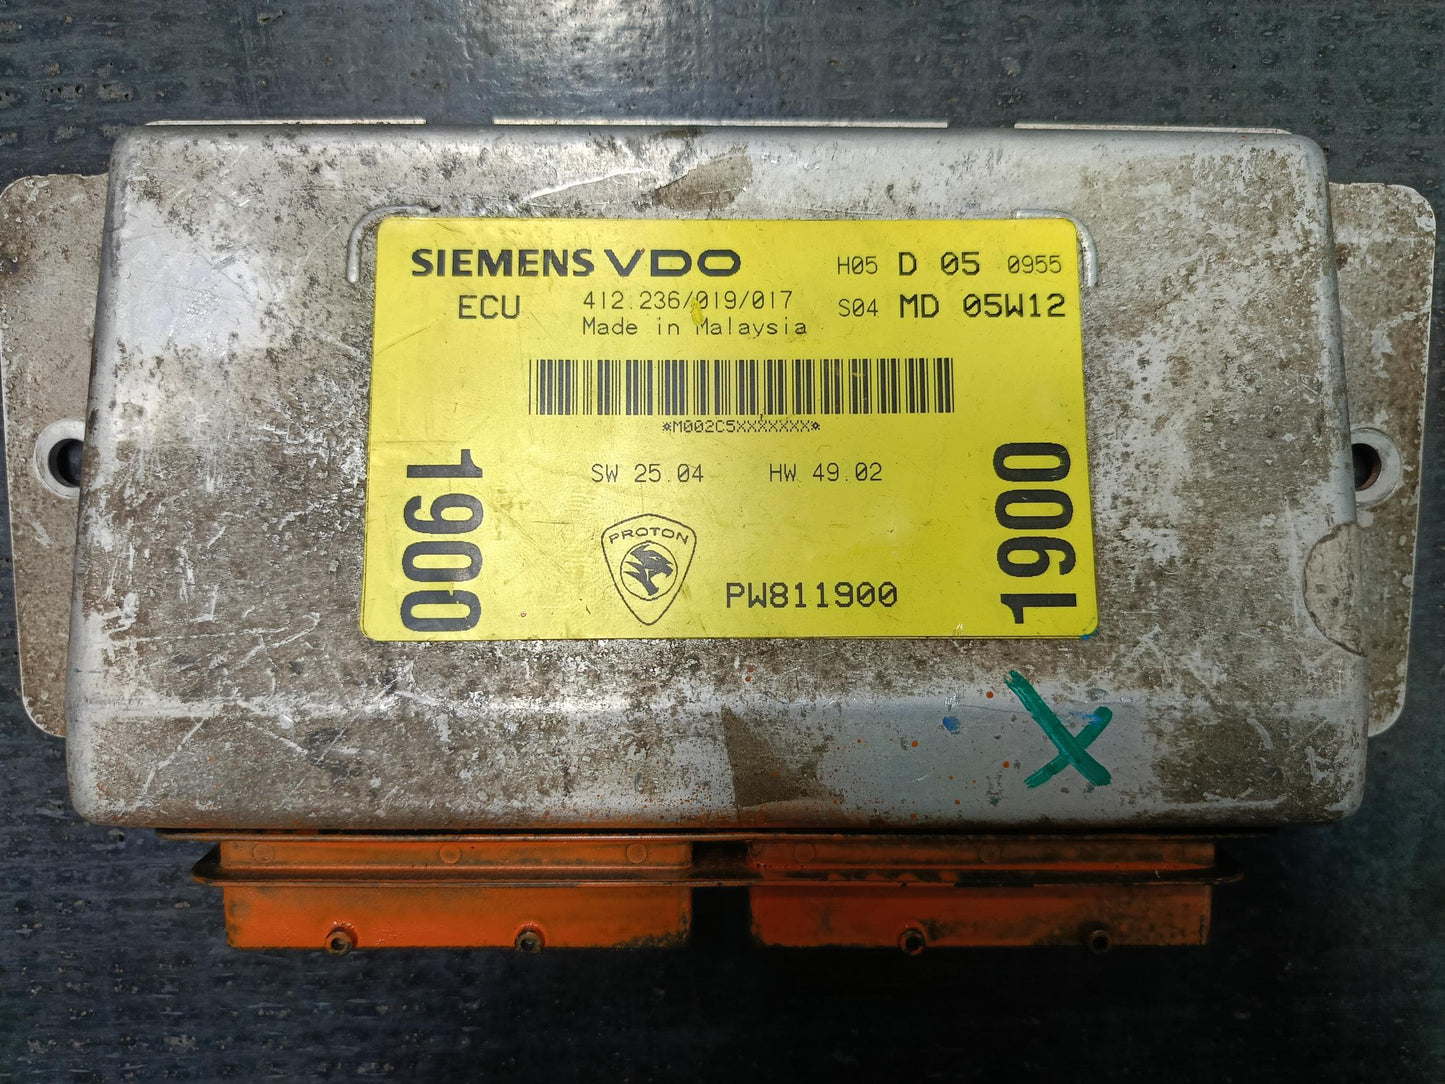 SIEMENS VDO H05 D 05 0955
ECU 412.236/019/017 S04 MD 05W12
Made in Malaysia
*M002C5XXXXXXX*
SW 25.04 HW 49.02
1900
1900
PROTON
PW811900
X